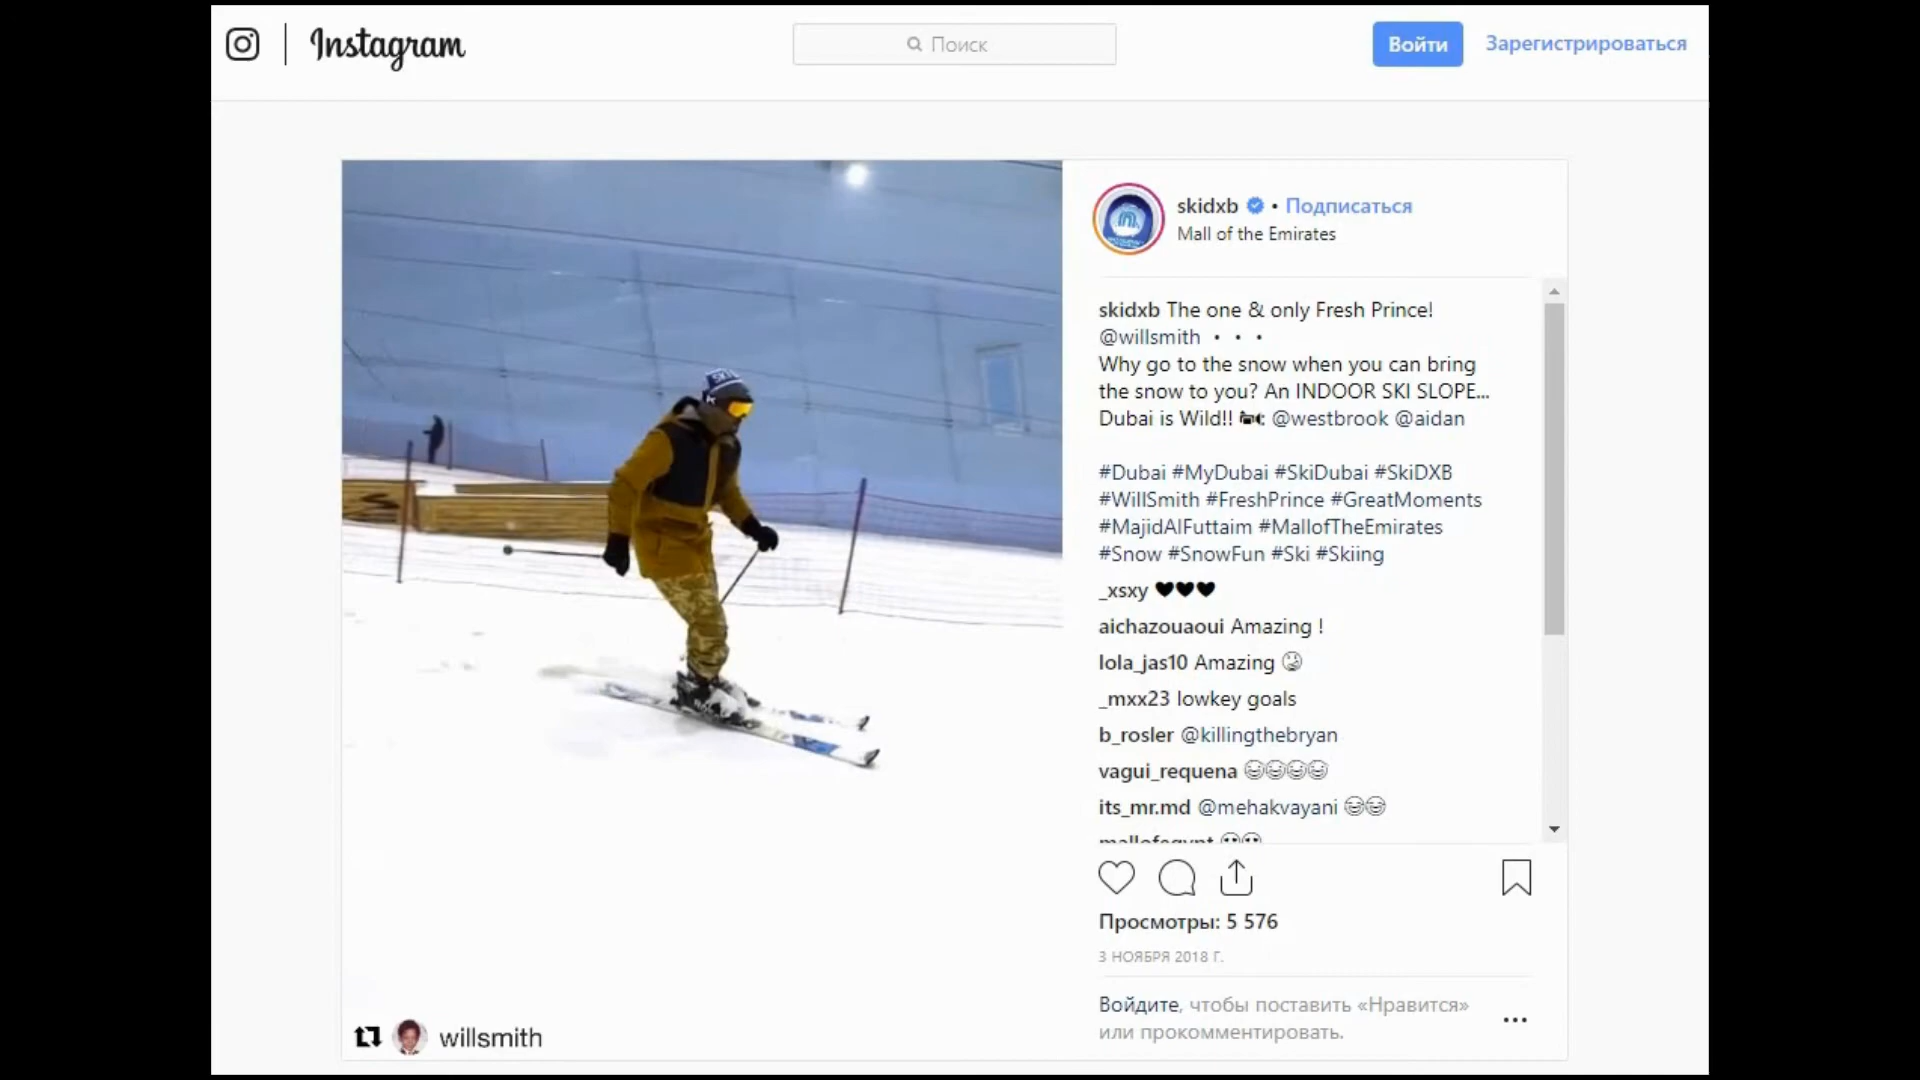 Instagram
Поиск
Войти
Зарегистрироваться
skidxb • Подписаться
Mall of the Emirates
skidxb The one & only Fresh Prince!
@willsmith • • •
Why go to the snow when you can bring
the snow to you? An INDOOR SKI SLOPE...
Dubai is Wild!! @westbrook @aidan
#Dubai #MyDubai #SkiDubai #SkiDXB
#WillSmith #FreshPrince #GreatMoments
#MajidAlFuttaim #MallofTheEmirates
#Snow #SnowFun #Ski #Skiing
_xsxy
aichazouaoui Amazing !
lola_jas10 Amazing
_mxx23 lowkey goals
b_rosler @killingthebryan
vagui_requena
its_mr.md @mehakvayani
Просмотры: 5 576
3 НОЯБРЯ 2018 Г.
Войдите, чтобы поставить «Нравится»
или прокомментировать.
willsmith